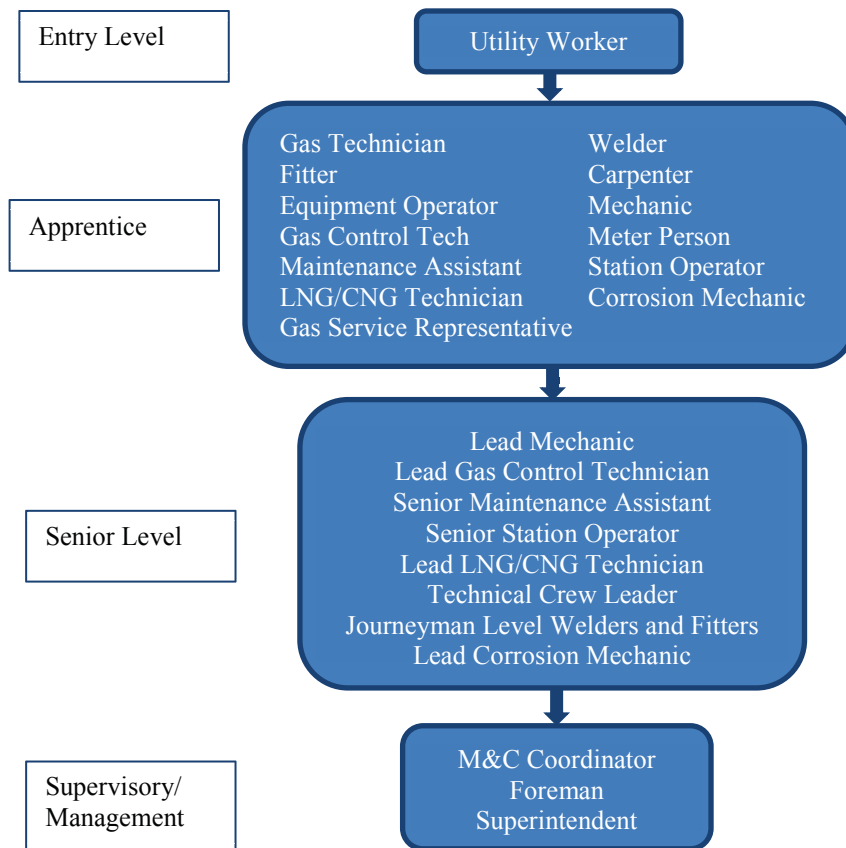 Entry Level
Utility Worker
Apprentice
Gas Technician
Fitter
Equipment Operator
Gas Control Tech
Maintenance Assistant
LNG/CNG Technician
Gas Service Representative
Welder
Carpenter
Mechanic
Meter Person
Station Operator
Corrosion Mechanic
Senior Level
Lead Mechanic
Lead Gas Control Technician
Senior Maintenance Assistant
Senior Station Operator
Lead LNG/CNG Technician
Technical Crew Leader
Journeyman Level Welders and Fitters
Lead Corrosion Mechanic
Supervisory/
Management
M&C Coordinator
Foreman
Superintendent